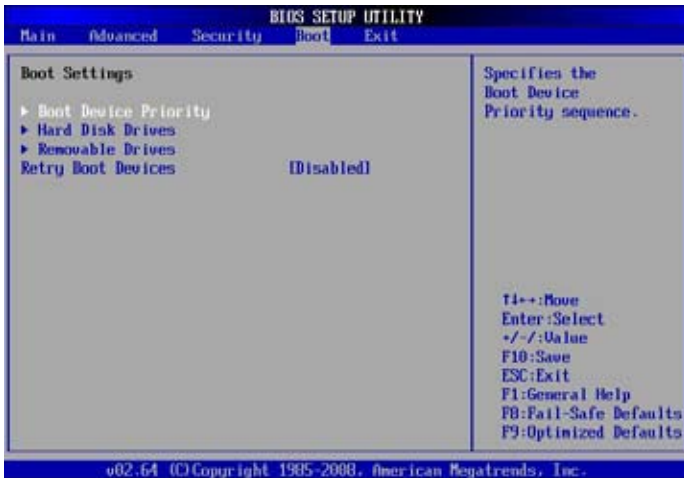 BIOS SETUP UTILITY
Main Advanced Security Boot Exit
Boot Settings
▶ Boot Device Priority
▶ Hard Disk Drives
▶ Removable Drives
Retry Boot Devices [Disabled]
Specifies the
Boot Device
Priority sequence.
↑↓←→:Move
Enter:Select
+/-/:Value
F10:Save
ESC:Exit
F1:General Help
F8:Fail-Safe Defaults
F9:Optimized Defaults
v02.64 (C)Copyright 1985-2008, American Megatrends, Inc.